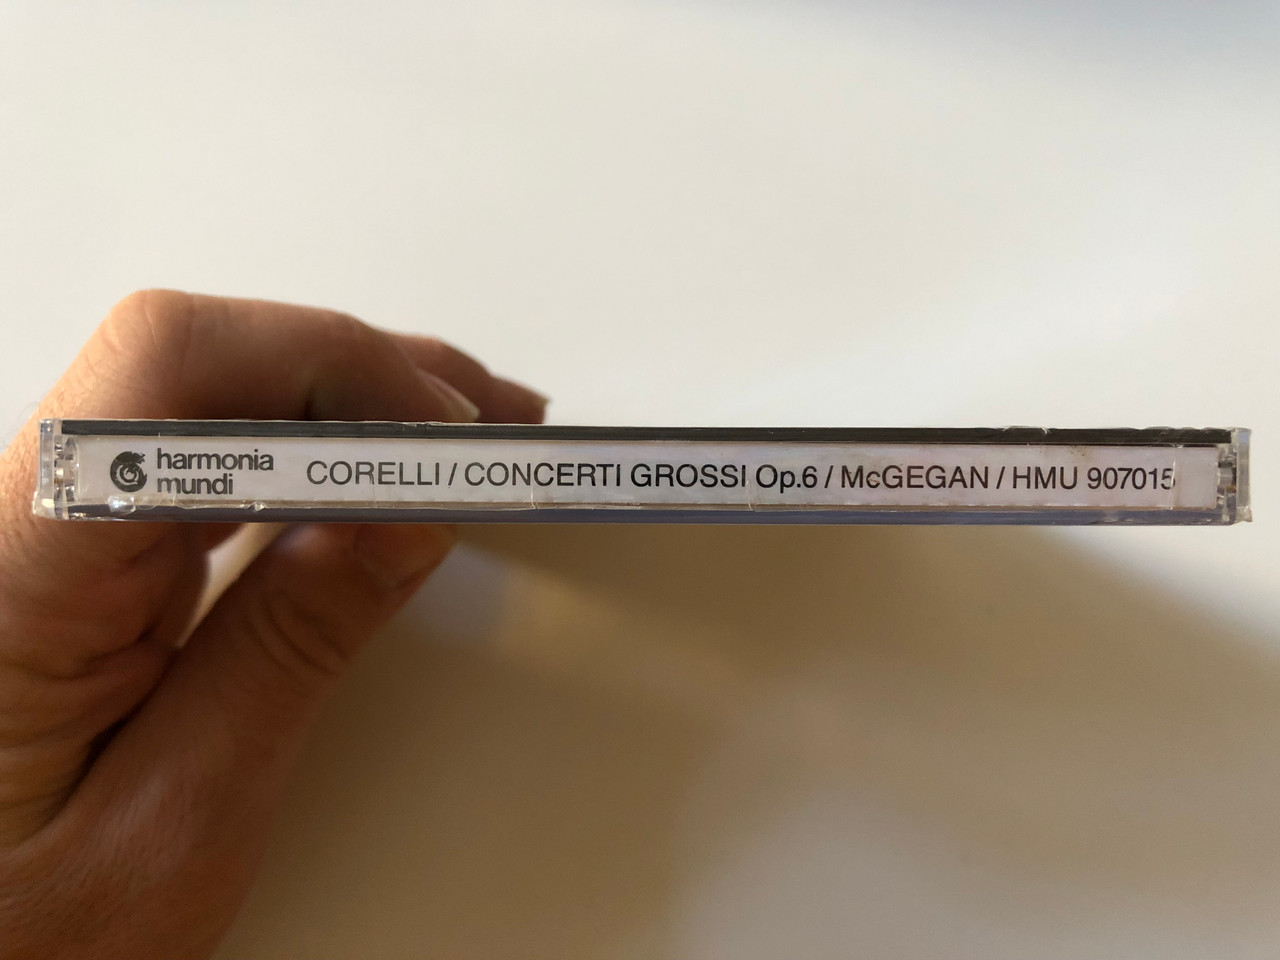 harmonia
mundi
CORELLI / CONCERTI GROSSI Op.6 / McGEGAN / HMU 907015